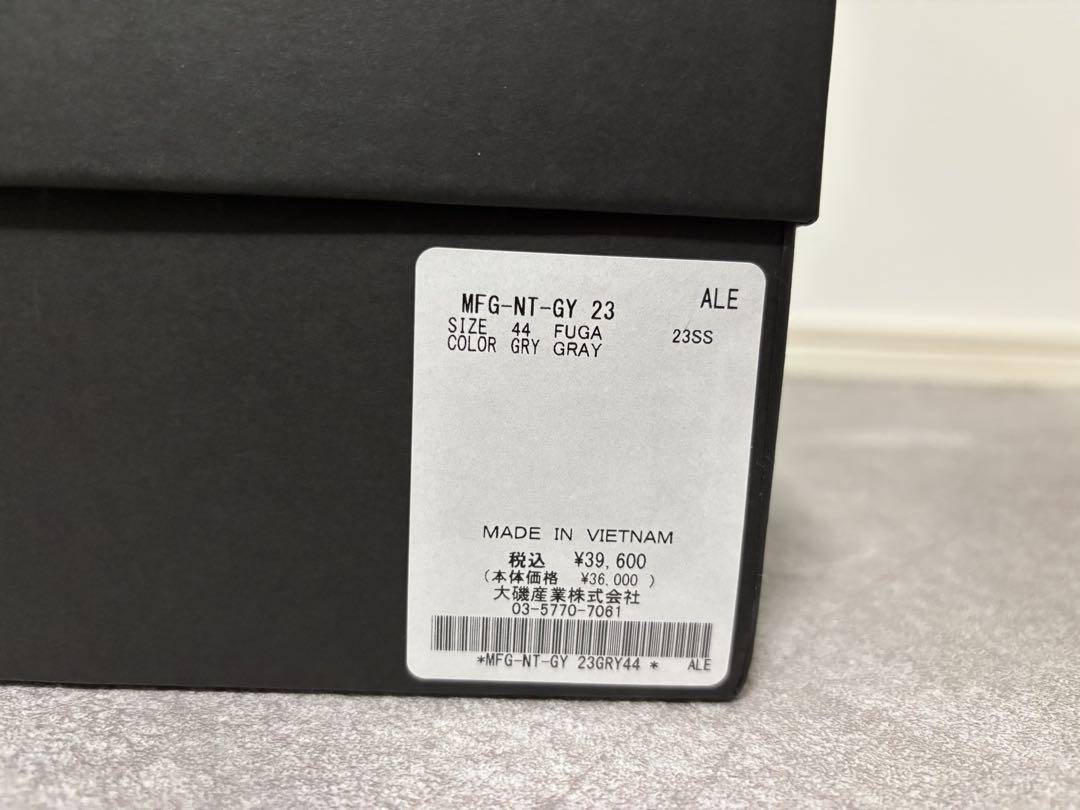 MFG-NT-GY 23 ALE
SIZE 44 FUGA 23SS
COLOR GRY GRAY
MADE IN VIETNAM
税込 ¥39,600
(本体価格 ¥36,000 )
大磯産業株式会社
03-5770-7061
*MFG-NT-GY 23GRY44 * ALE